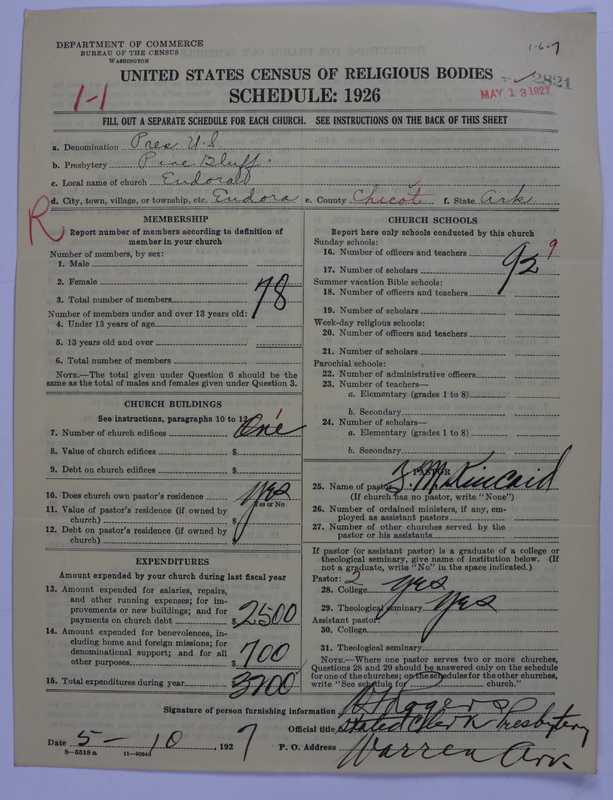 DEPARTMENT OF COMMERCE
BUREAU OF THE CENSUS
WASHINGTON
1-6-7
UNITED STATES CENSUS OF RELIGIOUS BODIES
SCHEDULE: 1926
1-1
2824
MAY 13 1927
FILL OUT A SEPARATE SCHEDULE FOR EACH CHURCH. SEE INSTRUCTIONS ON THE BACK OF THIS SHEET
a. Denomination Pres U.S.
b. Presbytery Pine Bluff
c. Local name of church Eudora
d. City, town, village, or township, etc. Eudora e. County Chicot f. State Ark
R
MEMBERSHIP
Report number of members according to definition of
member in your church
Number of members, by sex:
1. Male
2. Female
3. Total number of members 78
Number of members under and over 13 years old:
4. Under 13 years of age
5. 13 years old and over
6. Total number of members
NOTE.—The total given under Question 6 should be the
same as the total of males and females given under Question 3.
CHURCH BUILDINGS
See instructions, paragraphs 10 to 12
7. Number of church edifices One 1
8. Value of church edifices $
9. Debt on church edifices $
10. Does church own pastor's residence yes
Yes or No
11. Value of pastor's residence (if owned by
church) $
12. Debt on pastor's residence (if owned by
church) $
EXPENDITURES
Amount expended by your church during last fiscal year
13. Amount expended for salaries, repairs,
and other running expenses; for im-
provements or new buildings; and for
payments on church debt $2500
14. Amount expended for benevolences, in-
cluding home and foreign missions; for
denominational support; and for all
other purposes $700
15. Total expenditures during year 3200
CHURCH SCHOOLS
Report here only schools conducted by this church
Sunday schools:
16. Number of officers and teachers 9
17. Number of scholars 92
Summer vacation Bible schools:
18. Number of officers and teachers
19. Number of scholars
Week-day religious schools:
20. Number of officers and teachers
21. Number of scholars
Parochial schools:
22. Number of administrative officers
23. Number of teachers—
a. Elementary (grades 1 to 8)
b. Secondary
24. Number of scholars—
a. Elementary (grades 1 to 8)
b. Secondary
PASTOR
25. Name of pastor McKincaid
(If church has no pastor, write "None")
26. Number of ordained ministers, if any, em-
ployed as assistant pastors
27. Number of other churches served by the
pastor or his assistants
If pastor (or assistant pastor) is a graduate of a college or
theological seminary, give name of institution below. (If
not a graduate, write "No" in the space indicated.)
Pastor: 2
28. College yes
29. Theological seminary yes
Assistant pastor:
30. College
31. Theological seminary
NOTE.—Where one pastor serves two or more churches,
Questions 28 and 29 should be answered only on the schedule
for one of the churches; on the schedules for the other churches,
write "See schedule for church."
Signature of person furnishing information
Official title Stated Clerk Presbytery
Date 5-10, 1927 P. O. Address Warren Ark.
8-5518 a 11-9034